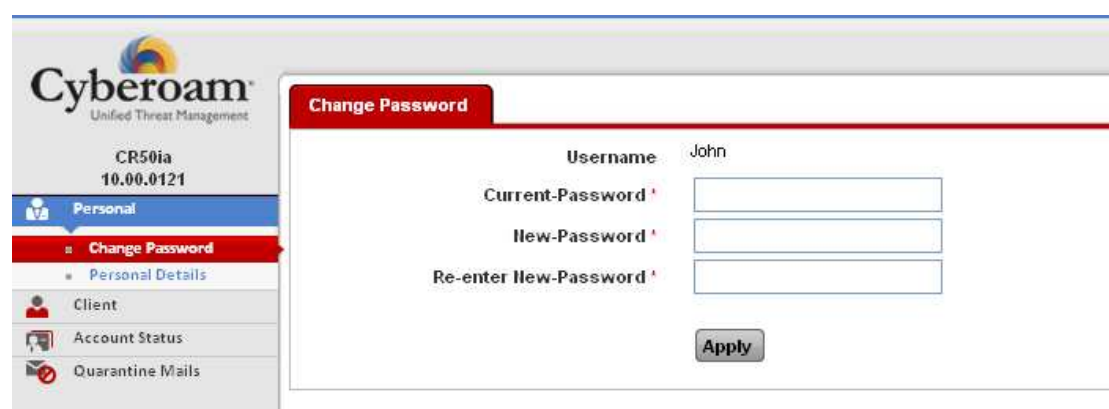 Cyberoam
Unified Threat Management
CR50ia
10.00.0121
Personal
Change Password
Personal Details
Client
Account Status
Quarantine Mails
Change Password
Username John
Current-Password *
New-Password *
Re-enter New-Password *
Apply